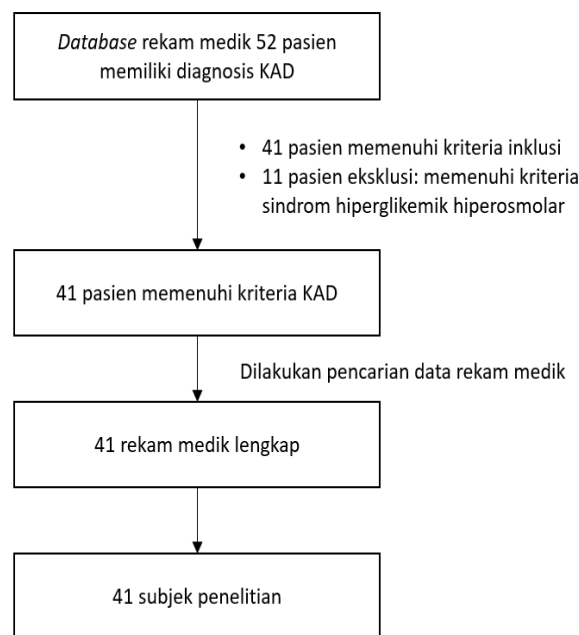 Database rekam medik 52 pasien
memiliki diagnosis KAD
• 41 pasien memenuhi kriteria inklusi
• 11 pasien eksklusi: memenuhi kriteria
sindrom hiperglikemik hiperosmolar
41 pasien memenuhi kriteria KAD
Dilakukan pencarian data rekam medik
41 rekam medik lengkap
41 subjek penelitian